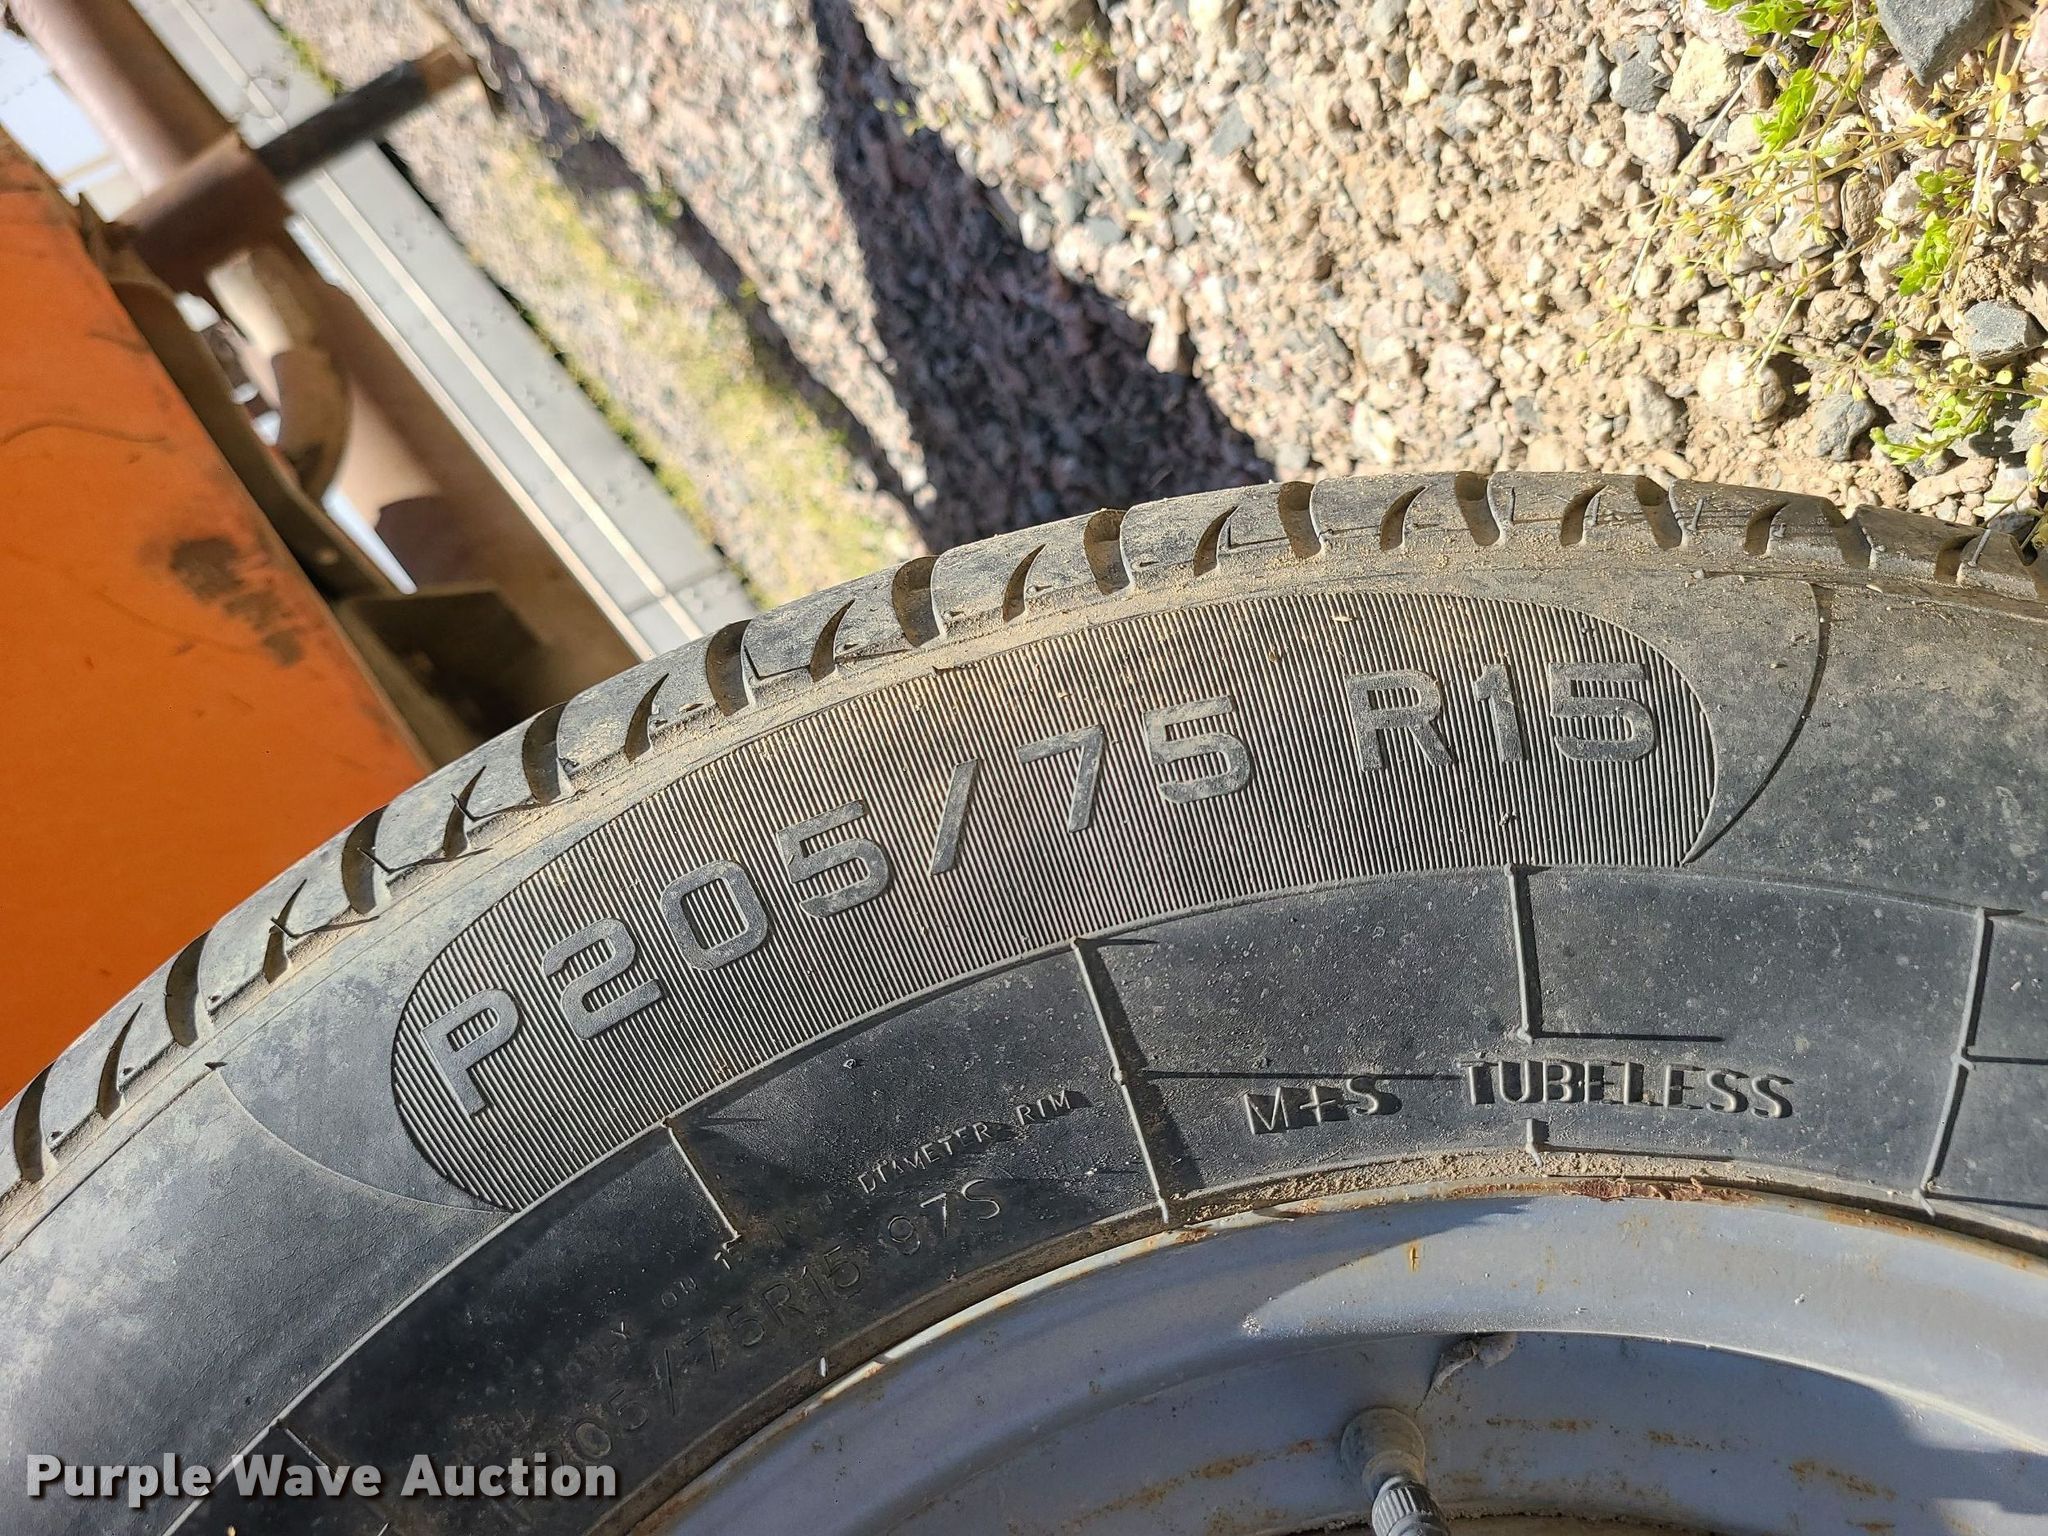 P205/75 R15
M+S TUBELESS
DIAMETER RIM
/75R15 97S
Purple Wave Auction